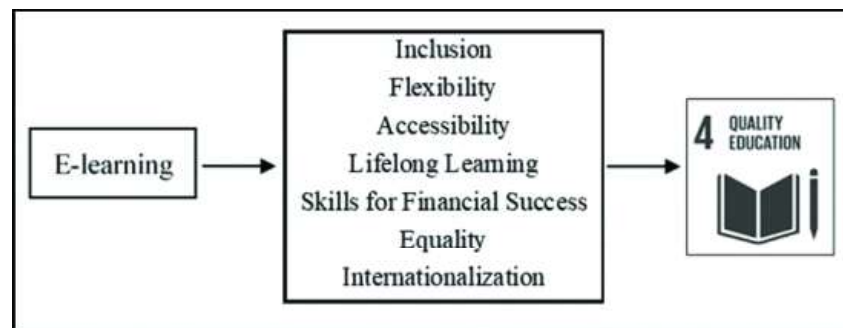 E-learning
Inclusion
Flexibility
Accessibility
Lifelong Learning
Skills for Financial Success
Equality
Internationalization
4 QUALITY
EDUCATION